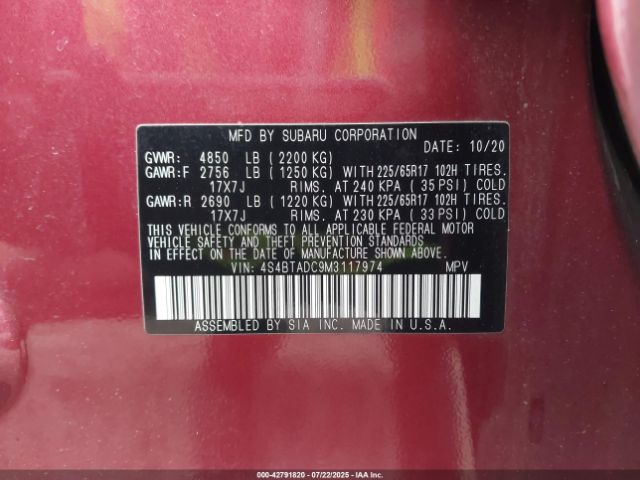 MFD BY SUBARU CORPORATION
DATE: 10/20
GVWR: 4850 LB (2200 KG)
GAWR:F 2756 LB (1250 KG) WITH 225/65R17 102H TIRES.
17X7J RIMS. AT 240 KPA (35 PSI) COLD
GAWR:R 2690 LB (1220 KG) WITH 225/65R17 102H TIRES.
17X7J RIMS. AT 230 KPA (33 PSI) COLD
THIS VEHICLE CONFORMS TO ALL APPLICABLE FEDERAL MOTOR
VEHICLE SAFETY AND THEFT PREVENTION STANDARDS
IN EFFECT ON THE DATE OF MANUFACTURE SHOWN ABOVE.
VIN: 4S4BTADC9M3117974 MPV
ASSEMBLED BY SIA INC. MADE IN U.S.A.
000-42791820 - 07/22/2025 - IAAI.COM